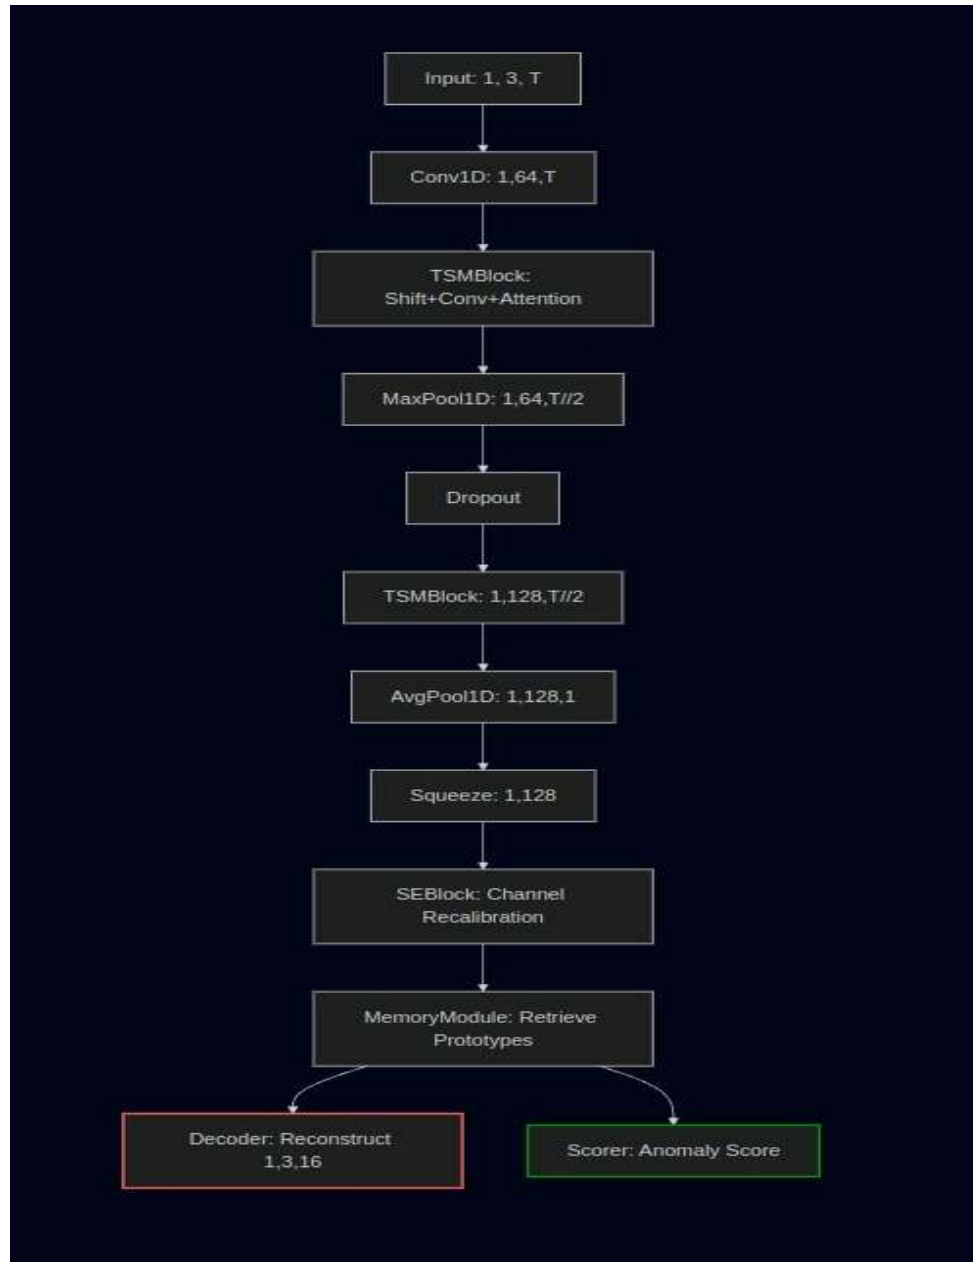 Input: 1, 3, T
Conv1D: 1,64,T
TSMBlock:
Shift+Conv+Attention
MaxPool1D: 1,64,T//2
Dropout
TSMBlock: 1,128,T//2
AvgPool1D: 1,128,1
Squeeze: 1,128
SEBlock: Channel
Recalibration
MemoryModule: Retrieve
Prototypes
Decoder: Reconstruct
1,3,16
Scorer: Anomaly Score